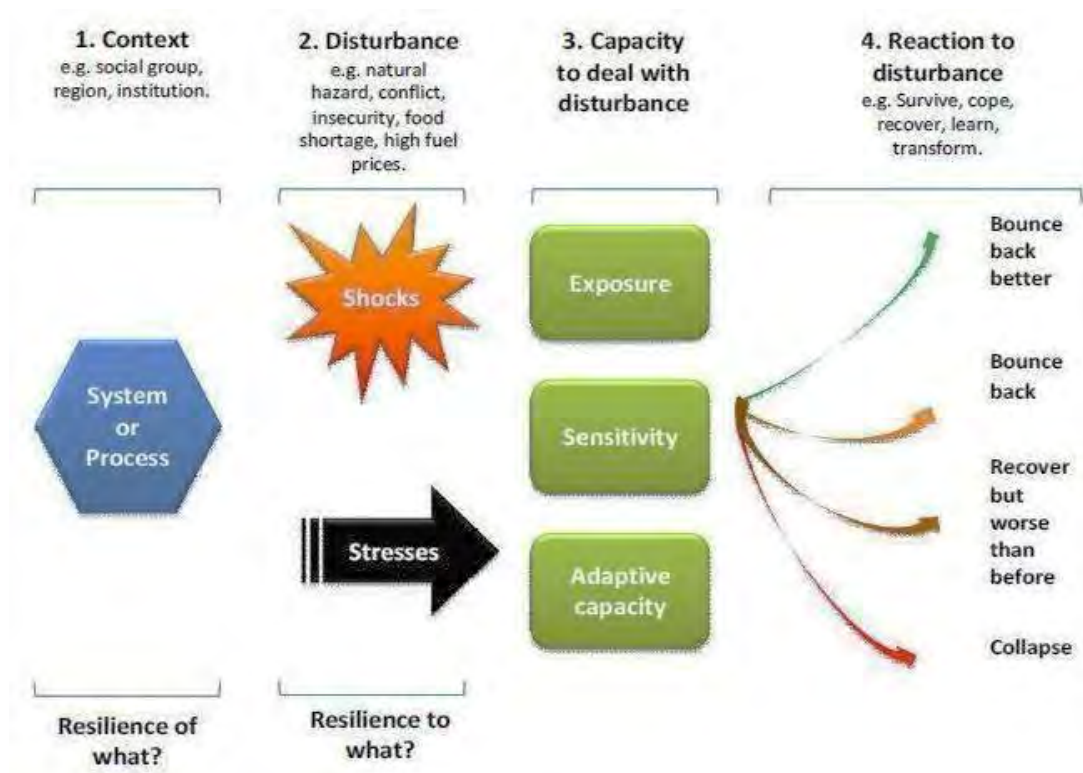 1. Context
e.g. social group,
region, institution.
2. Disturbance
e.g. natural
hazard, conflict,
insecurity, food
shortage, high fuel
prices.
3. Capacity
to deal with
disturbance
4. Reaction to
disturbance
e.g. Survive, cope,
recover, learn,
transform.
System
or
Process
Shocks
Stresses
Exposure
Sensitivity
Adaptive
capacity
Bounce
back
better
Bounce
back
Recover
but
worse
than
before
Collapse
Resilience of
what?
Resilience to
what?